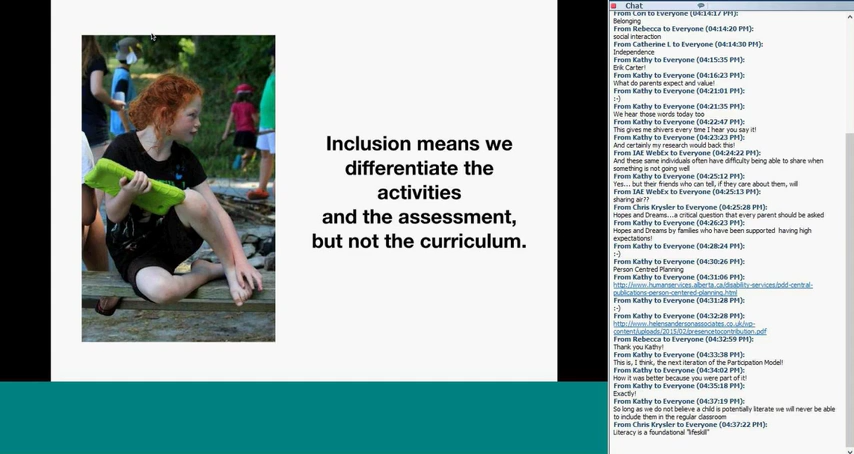 Inclusion means we
differentiate the
activities
and the assessment,
but not the curriculum.
Chat
From Cori to Everyone (04:14:17 PM):
Belonging
From Rebecca to Everyone (04:14:20 PM):
social interaction
From Catherine L to Everyone (04:14:30 PM):
Independence
From Kathy to Everyone (04:15:35 PM):
Erik Carter!
From Kathy to Everyone (04:16:23 PM):
What do parents expect and value!
From Kathy to Everyone (04:21:01 PM):
:-)
From Kathy to Everyone (04:21:35 PM):
We hear those words today too
From Kathy to Everyone (04:22:47 PM):
This gives me shivers every time I hear you say it!
From Kathy to Everyone (04:23:23 PM):
And certainly my research would back this!
From IAE WebEx to Everyone (04:24:22 PM):
And these same individuals often have difficulty being able to share when
something is not going well
From Kathy to Everyone (04:25:12 PM):
Yes... but their friends who can tell, if they care about them, will
From IAE WebEx to Everyone (04:25:13 PM):
sharing air??
From Chris Krysler to Everyone (04:25:28 PM):
Hopes and Dreams...a critical question that every parent should be asked
From Kathy to Everyone (04:26:23 PM):
Hopes and Dreams by families who have been supported  having high
expectations!
From Kathy to Everyone (04:28:24 PM):
:-)
From Kathy to Everyone (04:30:26 PM):
Person Centred Planning
From Kathy to Everyone (04:31:06 PM):
http://www.humanservices.alberta.ca/disability-services/pdd-central-
publications-person-centered-planning.html
From Kathy to Everyone (04:31:28 PM):
:-)
From Kathy to Everyone (04:32:28 PM):
http://www.helensandersonassociates.co.uk/wp-
content/uploads/2015/02/presencetocontribution.pdf
From Rebecca to Everyone (04:32:59 PM):
Thank you Kathy!
From Kathy to Everyone (04:33:38 PM):
This is, I think, the next iteration of the Participation Model!
From Kathy to Everyone (04:34:02 PM):
How it was better because you were part of it!
From Kathy to Everyone (04:35:18 PM):
Exactly!
From Kathy to Everyone (04:37:19 PM):
So long as we do not believe a child is potentially literate we will never be able
to include them in the regular classroom
From Chris Krysler to Everyone (04:37:22 PM):
Literacy is a foundational "lifeskill"